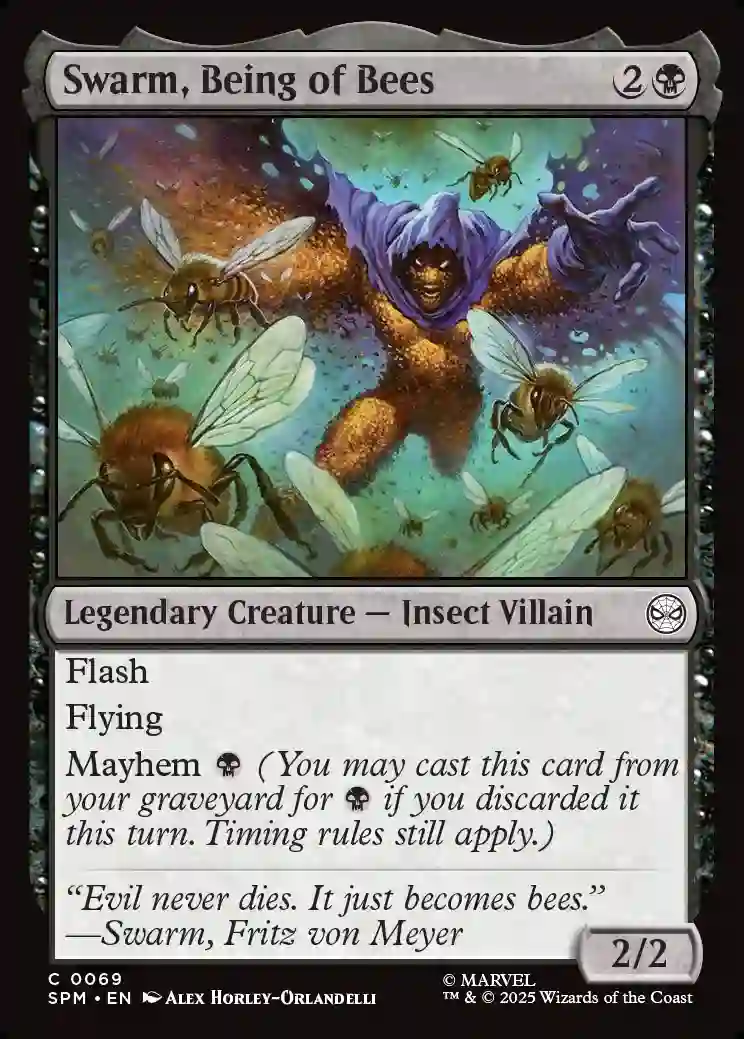 Swarm, Being of Bees 2
Legendary Creature — Insect Villain
Flash
Flying
Mayhem (You may cast this card from
your graveyard for if you discarded it
this turn. Timing rules still apply.)
“Evil never dies. It just becomes bees.”
—Swarm, Fritz von Meyer
2/2
C 0069
SPM • EN Alex Horley-Orlandelli
© MARVEL
™ & © 2025 Wizards of the Coast